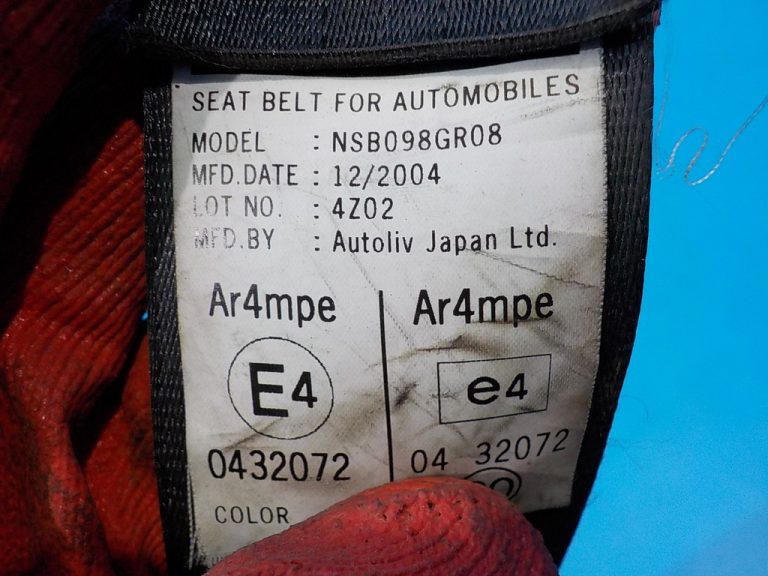 SEAT BELT FOR AUTOMOBILES
MODEL : NSB098GR08
MFD.DATE : 12/2004
LOT NO. : 4Z02
MFD.BY : Autoliv Japan Ltd.
Ar4mpe Ar4mpe
E4 e4
0432072 04 32072
COLOR